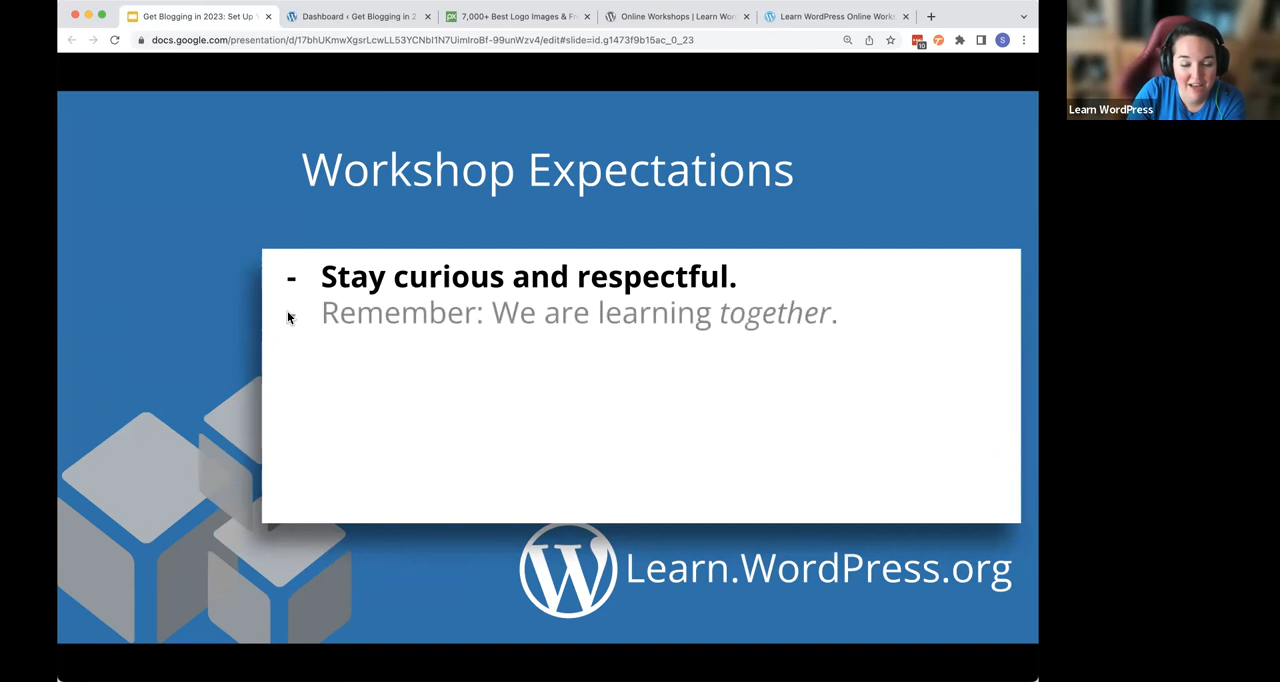 Get Blogging in 2023: Set Up
Dashboard ‹ Get Blogging in 2
7,000+ Best Logo Images & Fr
Online Workshops | Learn Wor
Learn WordPress Online Works
docs.google.com/presentation/d/17bhUKmwXgsrLcwLL53YCNbI1N7UimIroBf-99unWzv4/edit#slide=id.g1473f9b15ac_0_23
10
S
Learn WordPress
Workshop Expectations
- Stay curious and respectful.
Remember: We are learning together.
Learn.WordPress.org